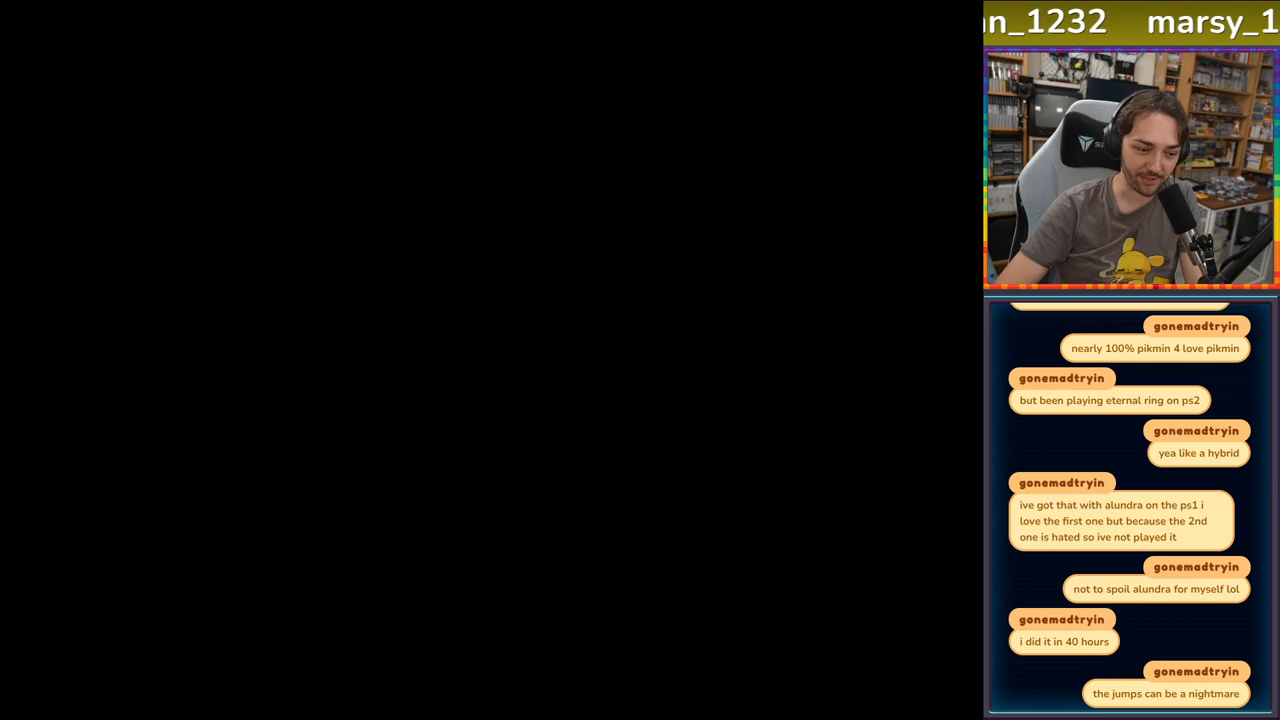 n_1232 marsy_1
gonemadtryin
nearly 100% pikmin 4 love pikmin
gonemadtryin
but been playing eternal ring on ps2
gonemadtryin
yea like a hybrid
gonemadtryin
ive got that with alundra on the ps1 i
love the first one but because the 2nd
one is hated so ive not played it
gonemadtryin
not to spoil alundra for myself lol
gonemadtryin
i did it in 40 hours
gonemadtryin
the jumps can be a nightmare